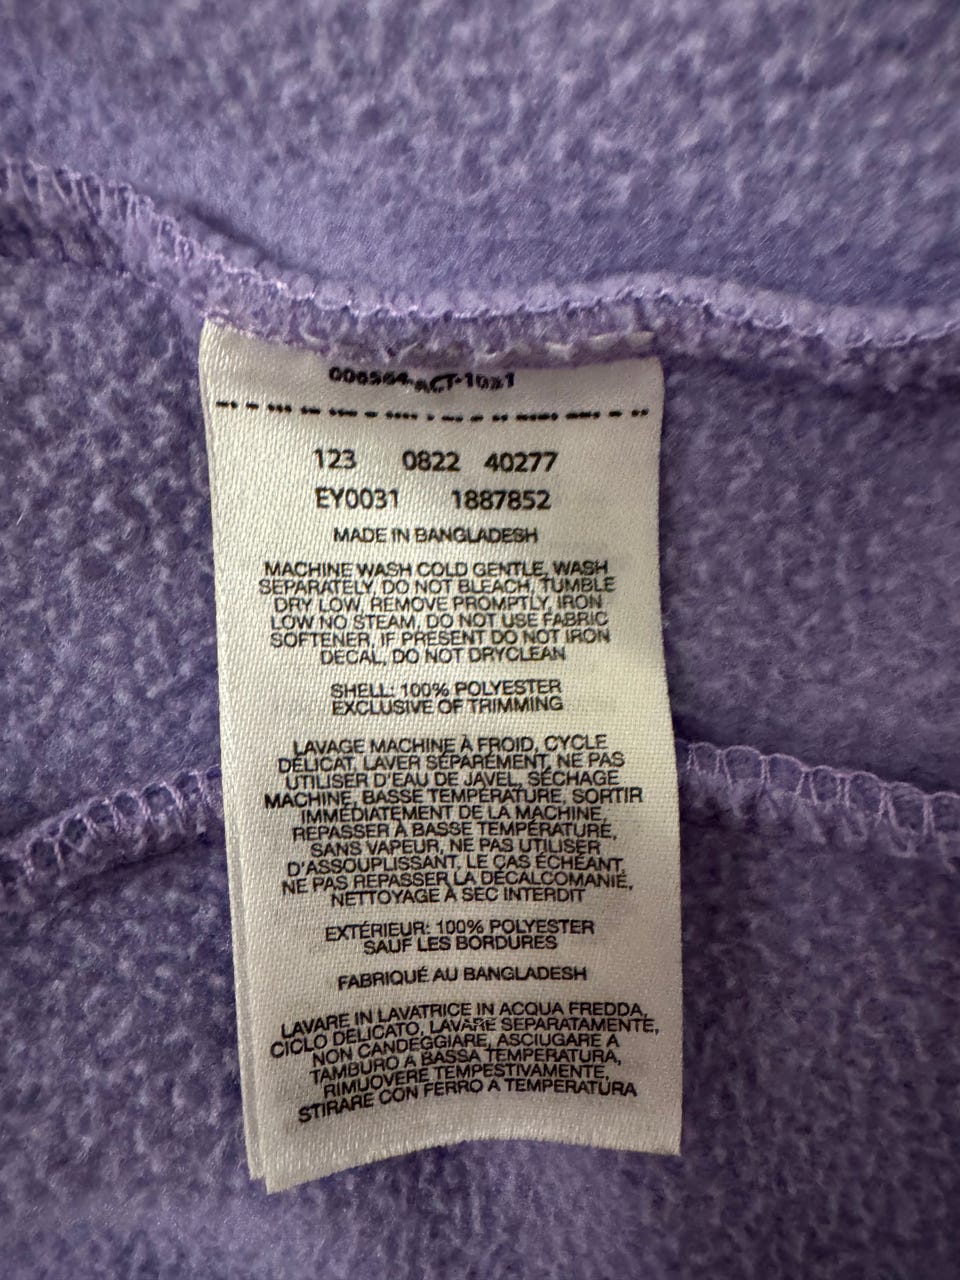 123 0822 40277
EY0031 1887852
MADE IN BANGLADESH
MACHINE WASH COLD GENTLE, WASH
SEPARATELY, DO NOT BLEACH, TUMBLE
DRY LOW, REMOVE PROMPTLY, IRON
LOW NO STEAM, DO NOT USE FABRIC
SOFTENER, IF PRESENT DO NOT IRON
DECAL, DO NOT DRYCLEAN
SHELL: 100% POLYESTER
EXCLUSIVE OF TRIMMING
LAVAGE MACHINE À FROID, CYCLE
DÉLICAT, LAVER SÉPARÉMENT, NE PAS
UTILISER D'EAU DE JAVEL, SÉCHAGE
MACHINE, BASSE TEMPÉRATURE, SORTIR
IMMÉDIATEMENT DE LA MACHINE,
REPASSER À BASSE TEMPÉRATURE,
SANS VAPEUR, NE PAS UTILISER
D'ASSOUPLISSANT, LE CAS ÉCHÉANT,
NE PAS REPASSER LA DÉCALCOMANIE,
NETTOYAGE À SEC INTERDIT
EXTÉRIEUR: 100% POLYESTER
SAUF LES BORDURES
FABRIQUÉ AU BANGLADESH
LAVARE IN LAVATRICE IN ACQUA FREDDA,
CICLO DELICATO, LAVARE SEPARATAMENTE,
NON CANDEGGIARE, ASCIUGARE A
TAMBURO A BASSA TEMPERATURA,
RIMUOVERE TEMPESTIVAMENTE,
STIRARE CON FERRO A TEMPERATURA